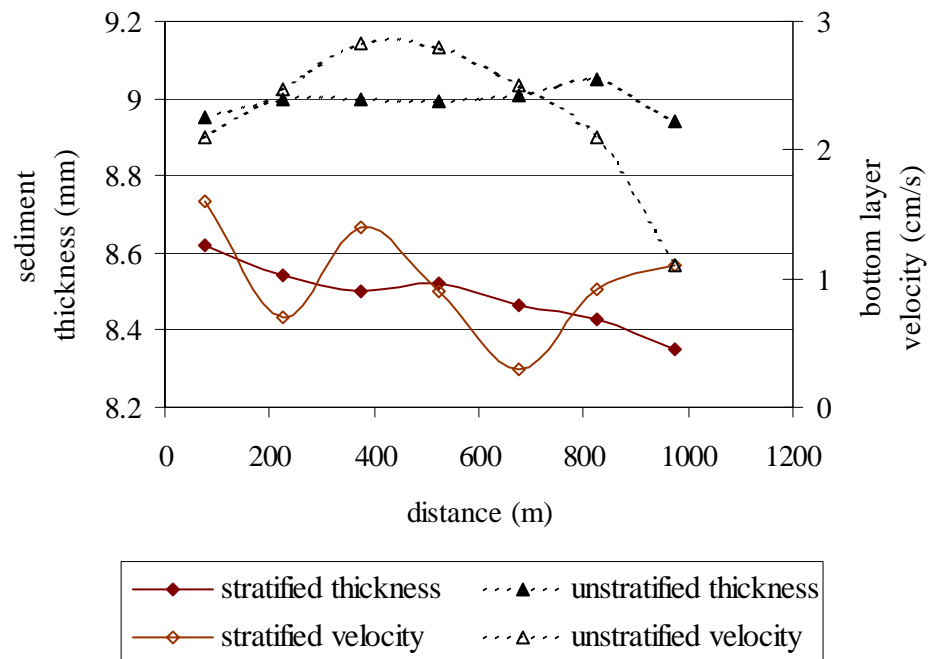 9.2
9
8.8
8.6
8.4
8.2
sediment
thickness (mm)
3
2
1
0
bottom layer
velocity (cm/s)
0 200 400 600 800 1000 1200
distance (m)
stratified thickness
unstratified thickness
stratified velocity
unstratified velocity